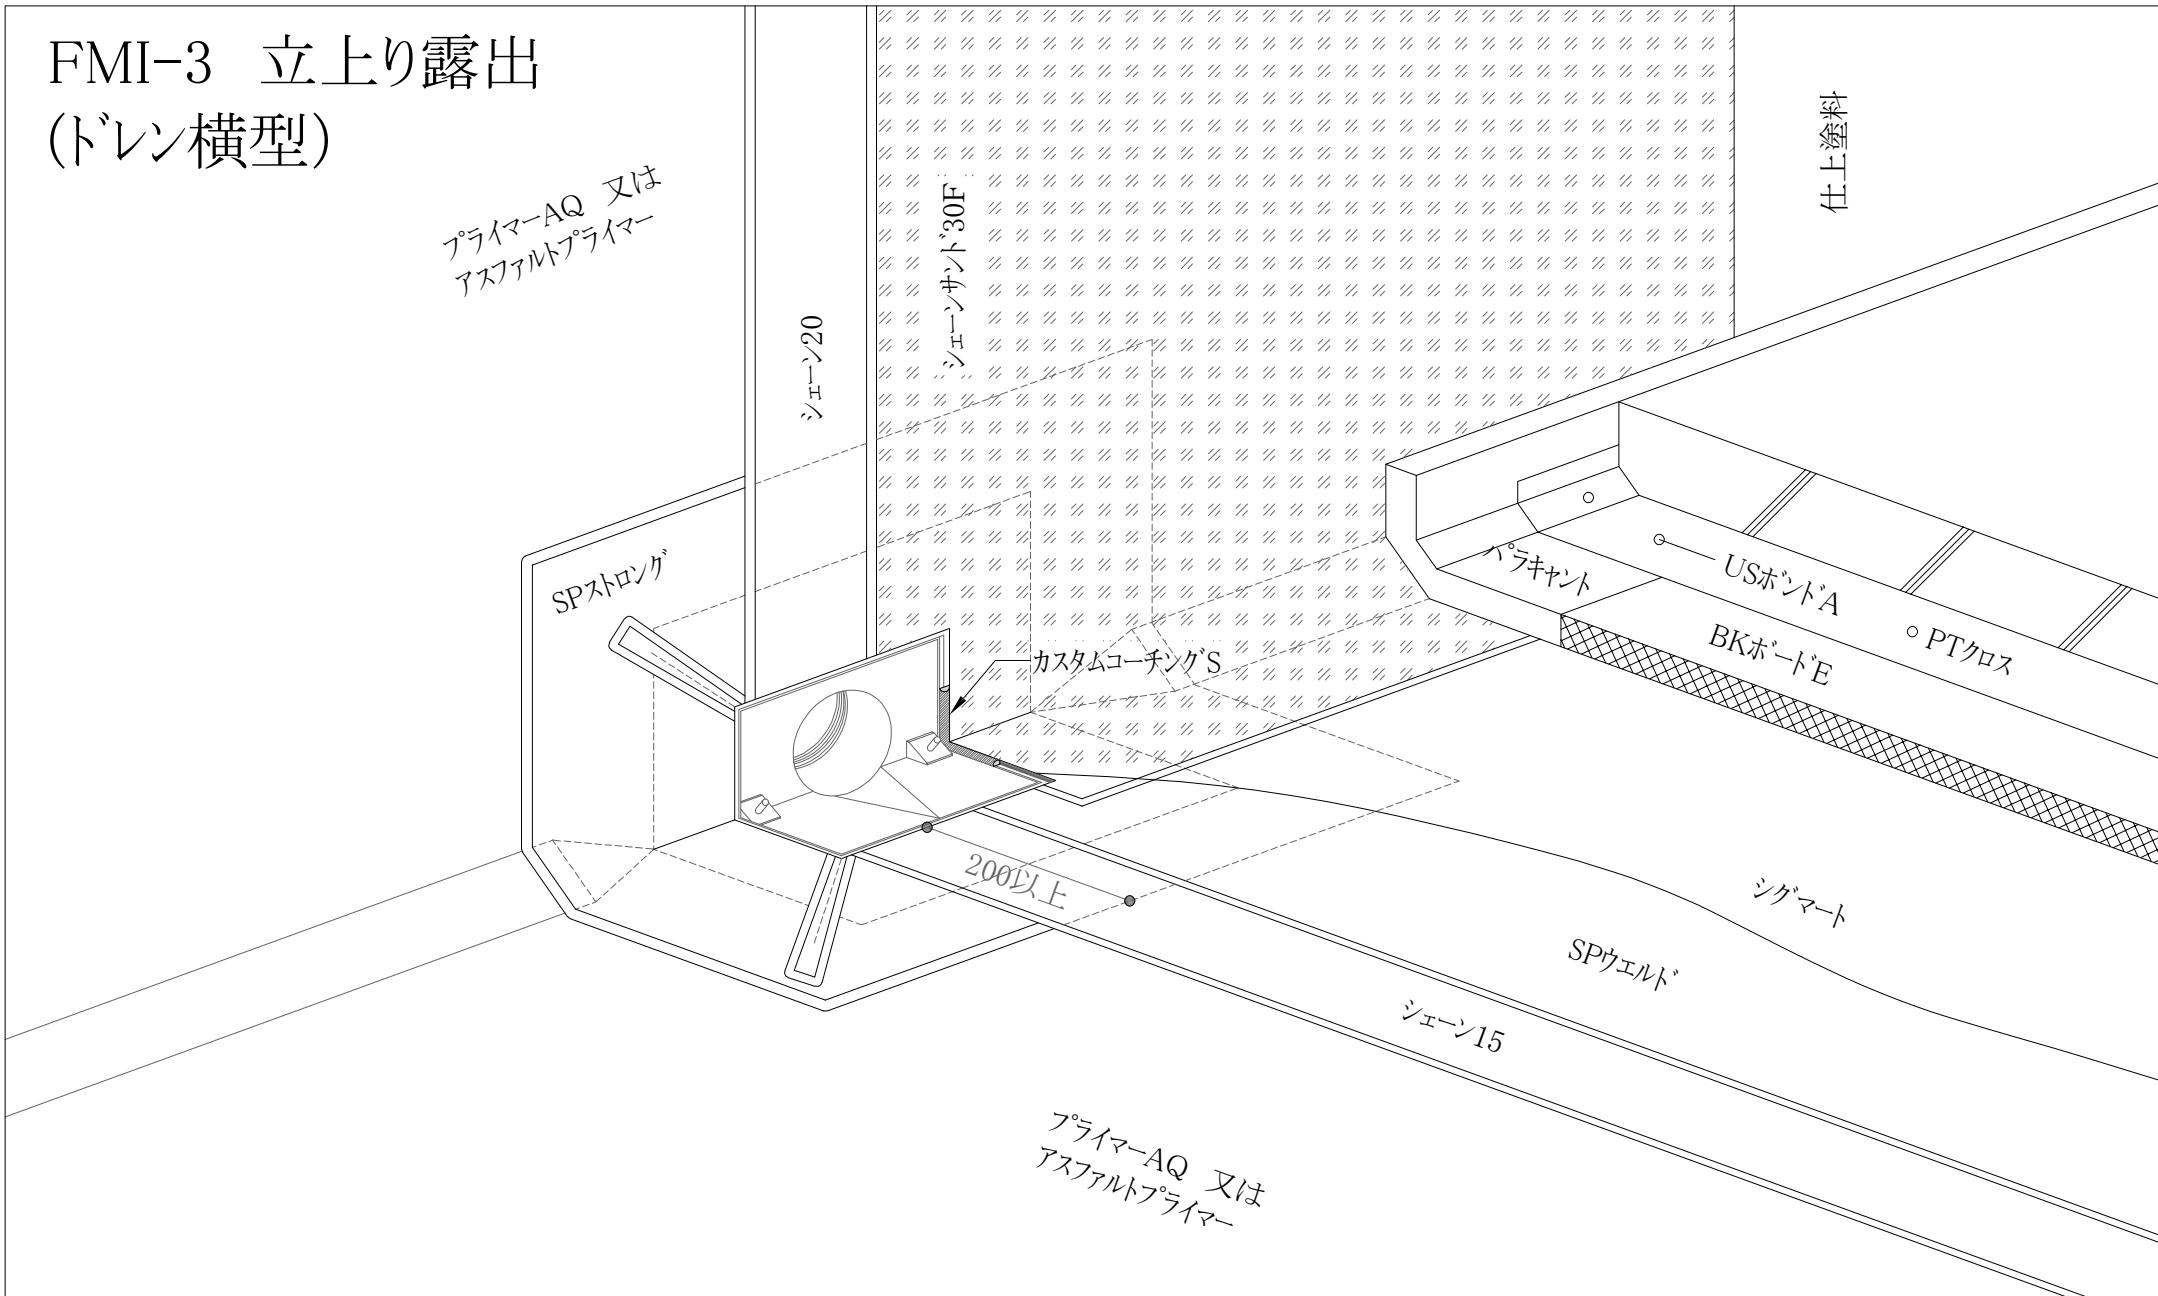 FMI-3　立上り露出
(ドレン横型)
プライマーAQ　又は
アスファルトプライマー
シェーン20
シェーンサンド30F
仕上塗料
SPストロング
カスタムコーチングS
パラキャント
USボンドA
PTクロス
BKボードE
200以上
シグマート
SPウエルド
シェーン15
プライマーAQ　又は
アスファルトプライマー